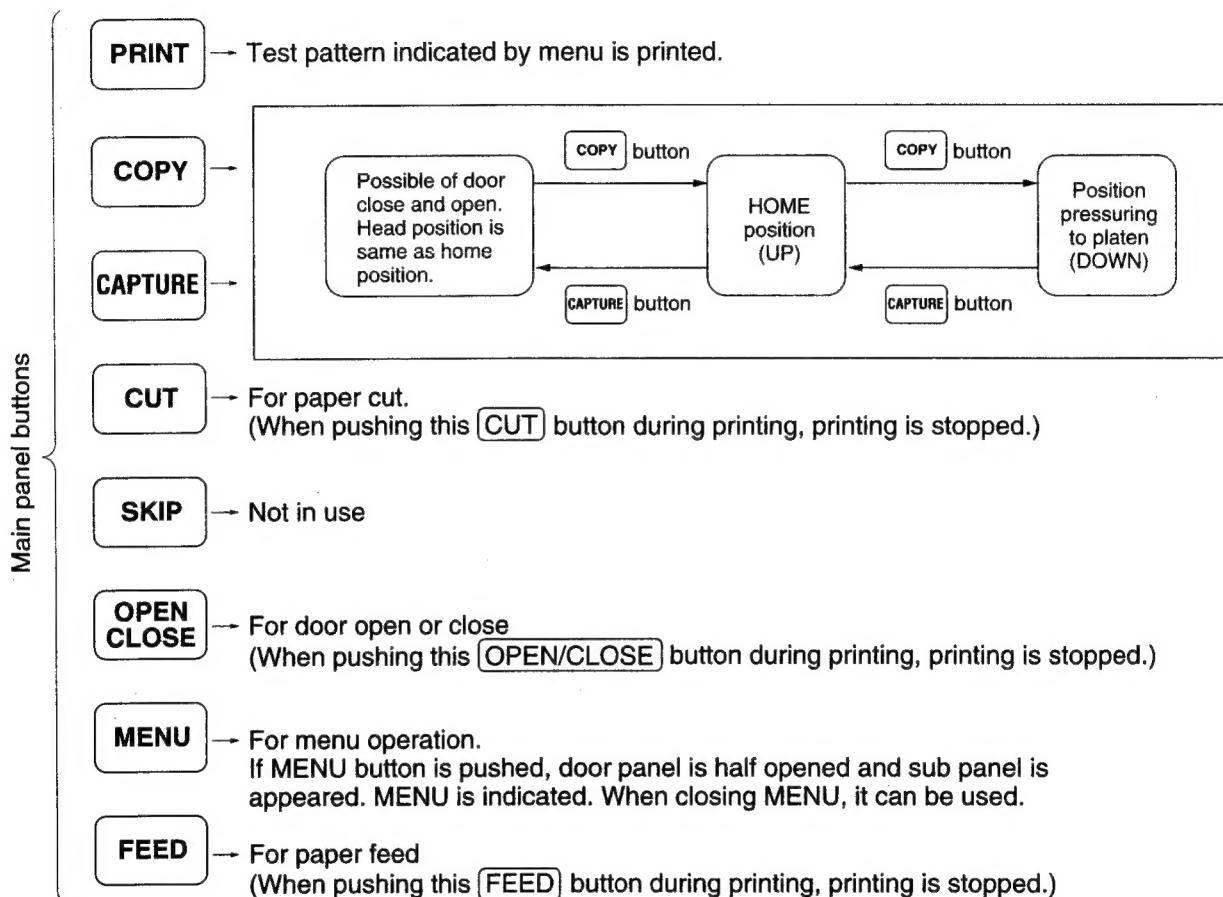 Main panel buttons
PRINT → Test pattern indicated by menu is printed.
COPY →
CAPTURE →
COPY button
COPY button
Possible of door
close and open.
Head position is
same as home
position.
HOME
position
(UP)
Position
pressuring
to platen
(DOWN)
CAPTURE button
CAPTURE button
CUT → For paper cut.
(When pushing this CUT button during printing, printing is stopped.)
SKIP → Not in use
OPEN
CLOSE → For door open or close
(When pushing this OPEN/CLOSE button during printing, printing is stopped.)
MENU → For menu operation.
If MENU button is pushed, door panel is half opened and sub panel is
appeared. MENU is indicated. When closing MENU, it can be used.
FEED → For paper feed
(When pushing this FEED button during printing, printing is stopped.)